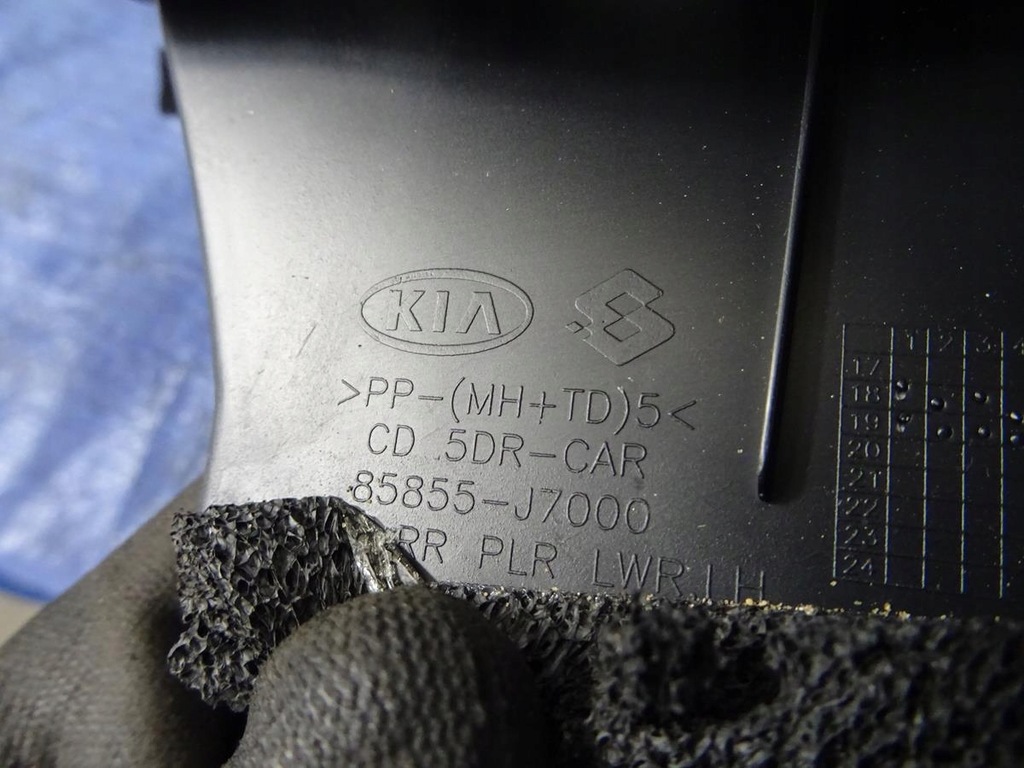 KIA
>PP-(MH+TD)5<
CD 5DR-CAR
85855-J7000
RR PLR LWR LH
1 2 3 4
17
18
19
20
21
22
23
24